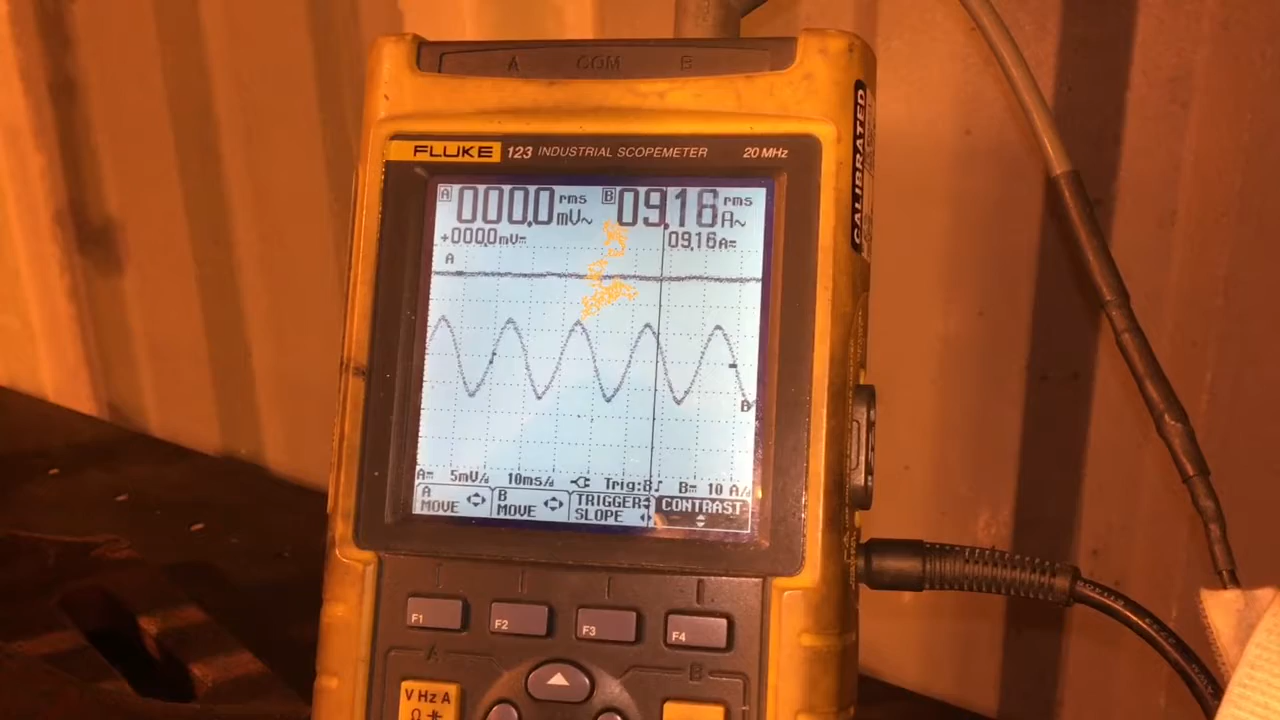 A COM B
CALIBRATED
FLUKE 123 INDUSTRIAL SCOPEMETER 20 MHz
A 000.0 rms mV~ B 09.16 rms A~
+000.0 mV⎓ 09.16 A⎓
A
B
A⎓ 5mV/d 10ms/d Trig:B∫ B⎓ 10 A/d
A MOVE B MOVE TRIGGER SLOPE CONTRAST
F1 F2 F3 F4
A B
V Hz A
Ω